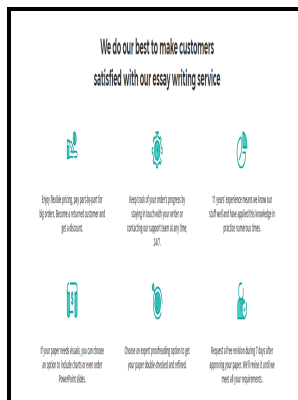 We do our best to make customers
satisfied with our essay writing service
Enjoy flexible pricing, pay part-by-part for
big orders. Become a returned customer and
get a discount.
Keep track of your order's progress by
staying in touch with your writer or
contacting our support team at any time,
24/7.
11 years' experience means we know our
staff well and have applied this knowledge in
practice numerous times.
If your paper needs visuals, you can choose
an option to include charts or even order
PowerPoint slides.
Choose an expert proofreading option to get
your paper double-checked and refined.
Request a free revision during 7 days after
approving your paper. We'll revise it until we
meet all your requirements.